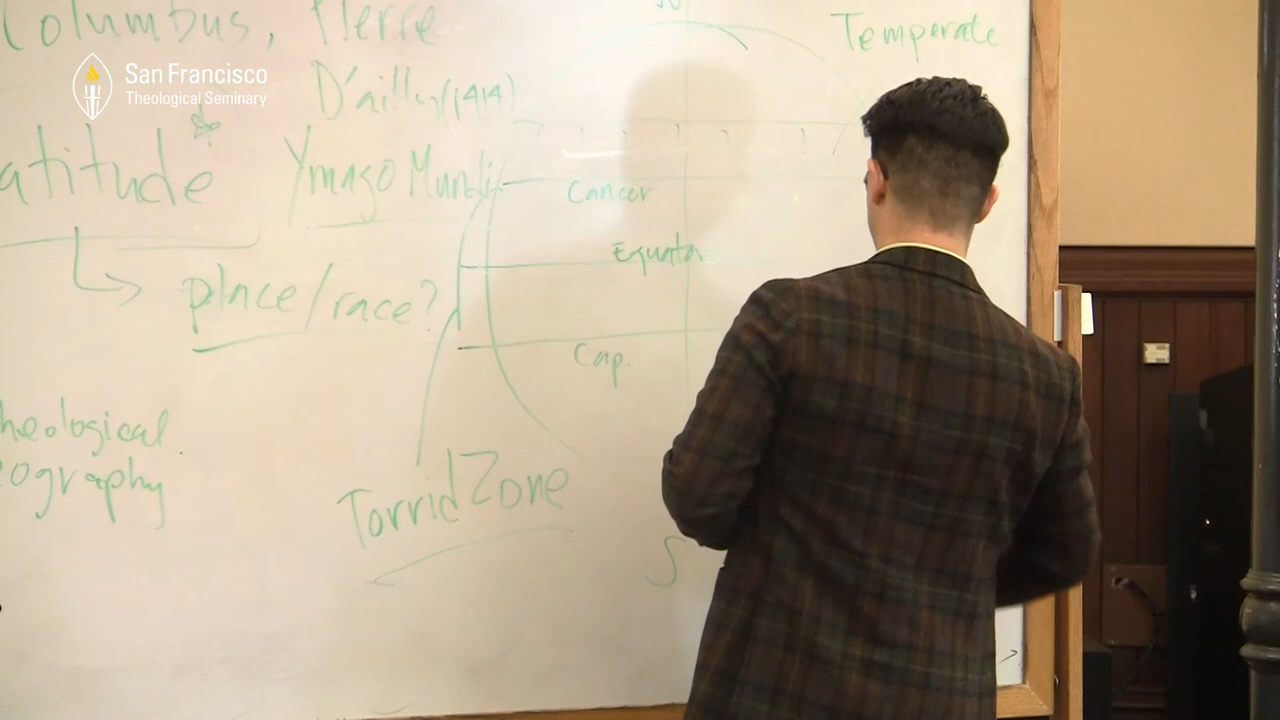 Columbus, Pierre
D'ailly (1414)
San Francisco
Theological Seminary
atitude
Ymago Mundi
place/race?
heological
eography
Torrid Zone
Temperate
Cancer
Equator
Cap.
S